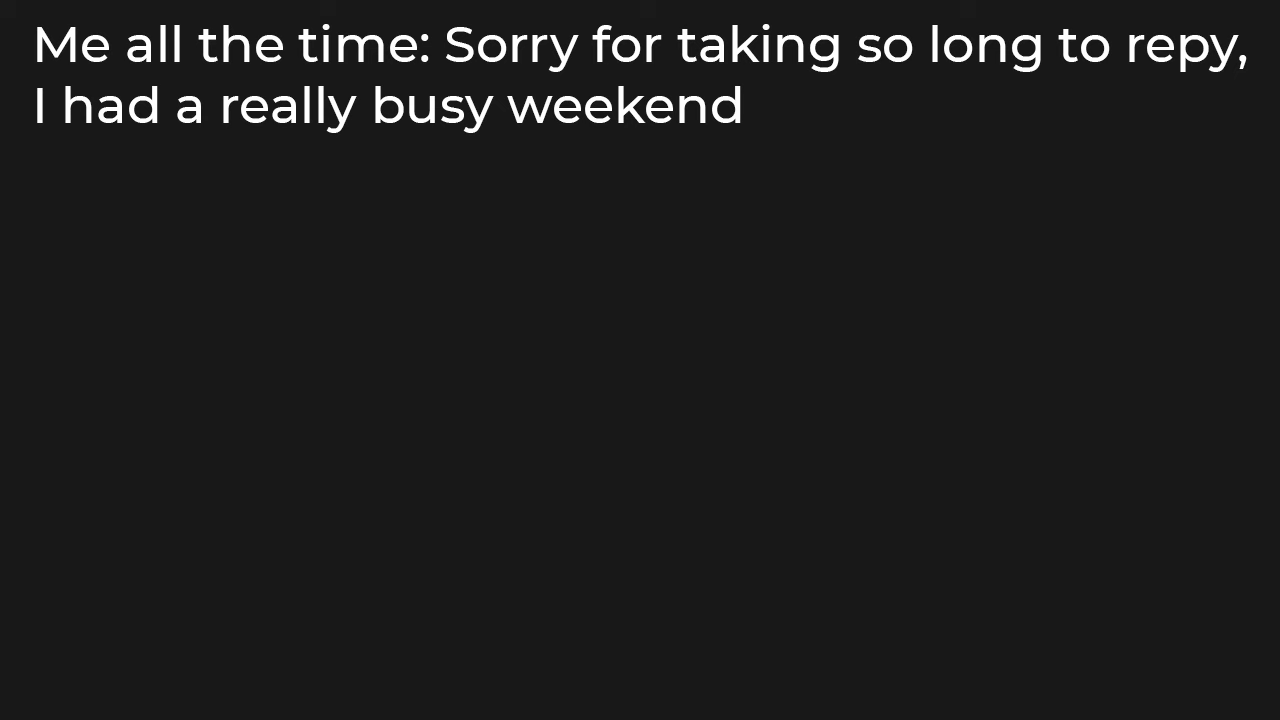 Me all the time: Sorry for taking so long to repy,
I had a really busy weekend